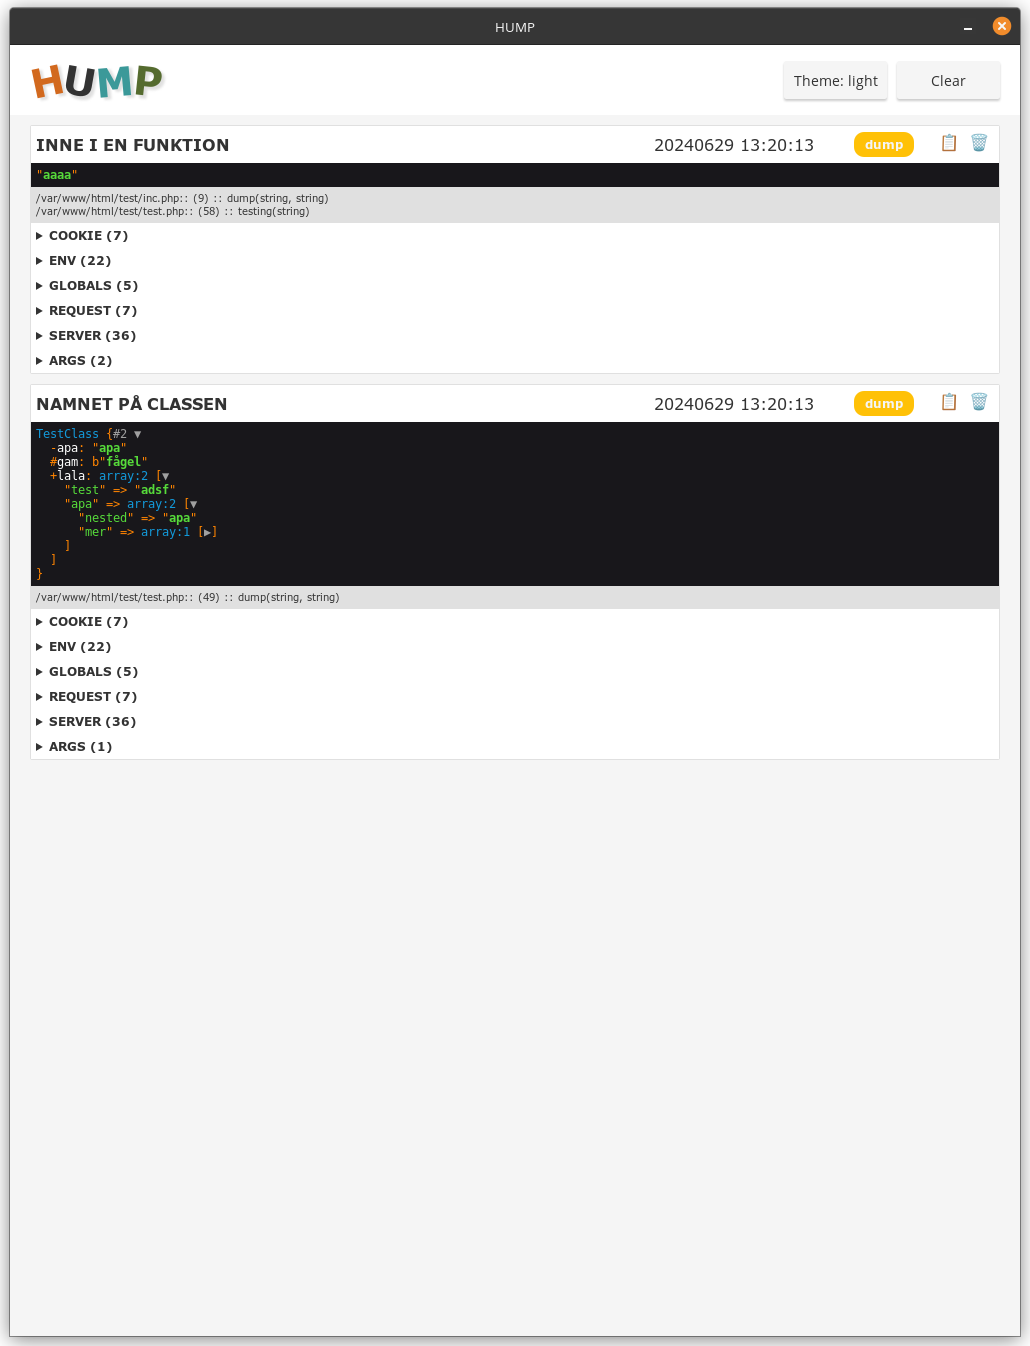 HUMP
HUMP
Theme: light
Clear
INNE I EN FUNKTION 20240629 13:20:13 dump
"aaaa"
/var/www/html/test/inc.php:: (9) :: dump(string, string)
/var/www/html/test/test.php:: (58) :: testing(string)
▶ COOKIE (7)
▶ ENV (22)
▶ GLOBALS (5)
▶ REQUEST (7)
▶ SERVER (36)
▶ ARGS (2)
NAMNET PÅ CLASSEN 20240629 13:20:13 dump
TestClass {#2 ▼
  -apa: "apa"
  #gam: b"fågel"
  +lala: array:2 [▼
    "test" => "adsf"
    "apa" => array:2 [▼
      "nested" => "apa"
      "mer" => array:1 [▶]
    ]
  ]
}
/var/www/html/test/test.php:: (49) :: dump(string, string)
▶ COOKIE (7)
▶ ENV (22)
▶ GLOBALS (5)
▶ REQUEST (7)
▶ SERVER (36)
▶ ARGS (1)